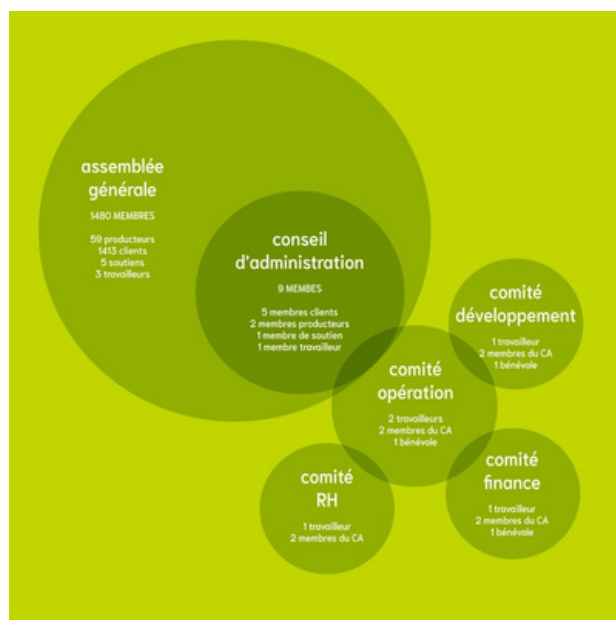 assemblée
générale
1480 MEMBRES
59 producteurs
1413 clients
5 soutiens
3 travailleurs
conseil
d'administration
9 MEMBES
5 membres clients
2 membres producteurs
1 membre de soutien
1 membre travailleur
comité
développement
1 travailleur
2 membres du CA
1 bénévole
comité
opération
2 travailleurs
2 membres du CA
1 bénévole
comité
finance
1 travailleur
2 membres du CA
1 bénévole
comité
RH
1 travailleur
2 membres du CA